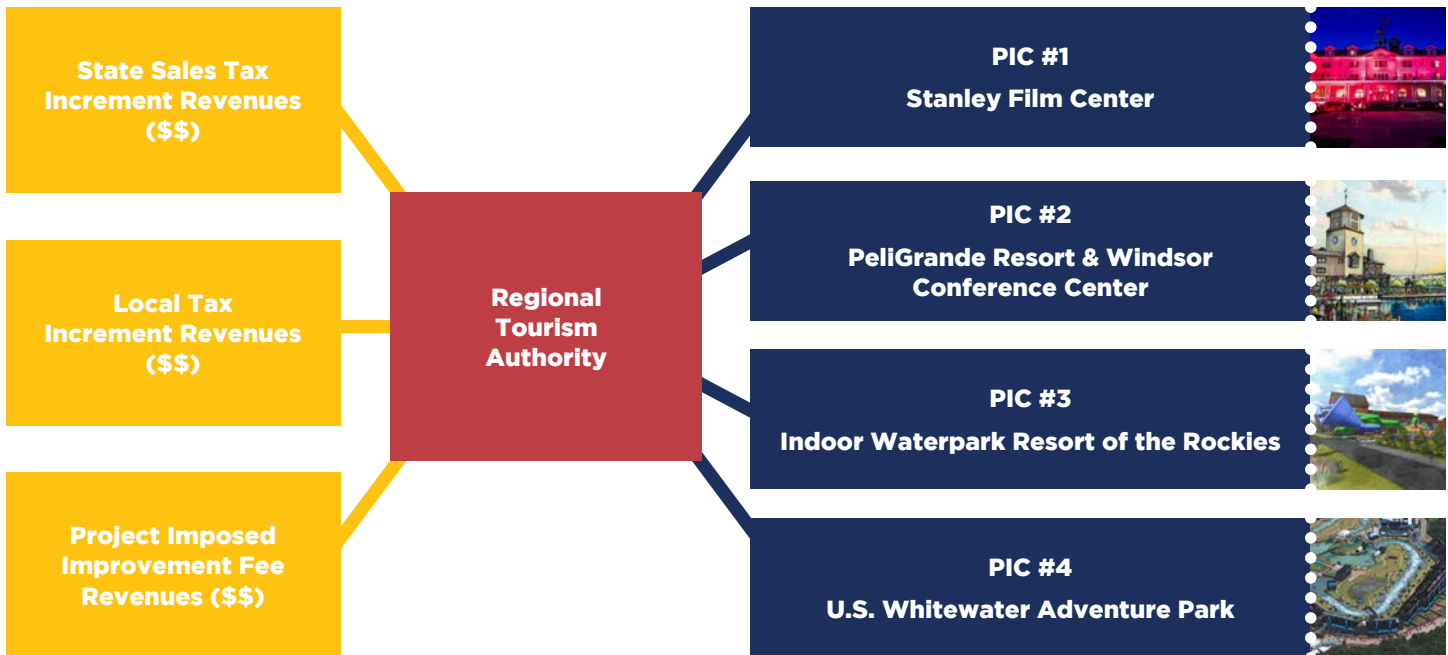 State Sales Tax
Increment Revenues
($$)
Local Tax
Increment Revenues
($$)
Project Imposed
Improvement Fee
Revenues ($$)
Regional
Tourism
Authority
PIC #1
Stanley Film Center
PIC #2
PeliGrande Resort & Windsor
Conference Center
PIC #3
Indoor Waterpark Resort of the Rockies
PIC #4
U.S. Whitewater Adventure Park